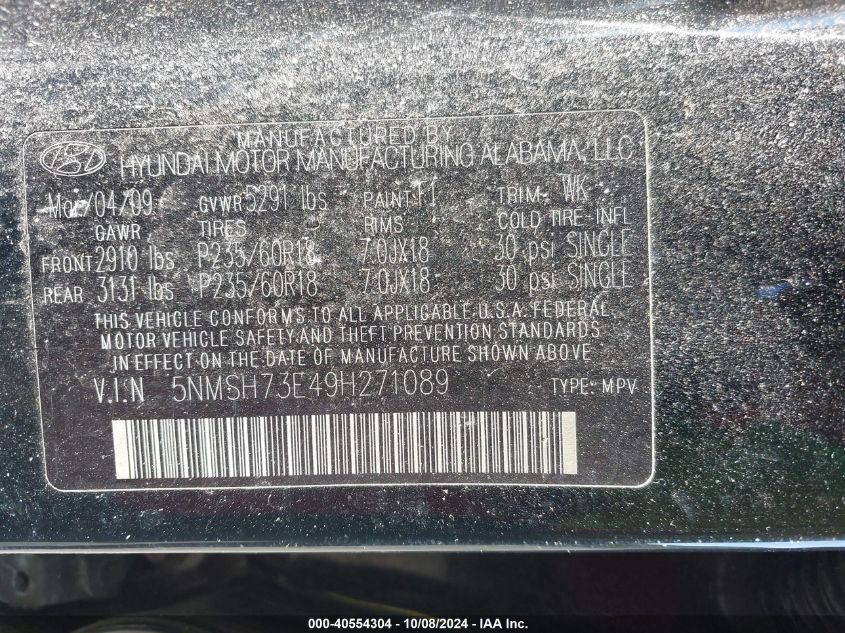 MANUFACTURED BY
HYUNDAI MOTOR MANUFACTURING ALABAMA, LLC
Mar/04/09 GVWR 5291 lbs PAINT: TRIM: WK
GAWR TIRES RIMS COLD TIRE INFL
FRONT 2910 lbs P235/60R18 7.0JX18 30 psi SINGLE
REAR 3131 lbs P235/60R18 7.0JX18 30 psi SINGLE
THIS VEHICLE CONFORMS TO ALL APPLICABLE U.S.A. FEDERAL
MOTOR VEHICLE SAFETY AND THEFT PREVENTION STANDARDS
IN EFFECT ON THE DATE OF MANUFACTURE SHOWN ABOVE
V.I.N 5NMSH73E49H271089 TYPE: MPV
000-40554304 / 10/08/2024 - IAA Inc.